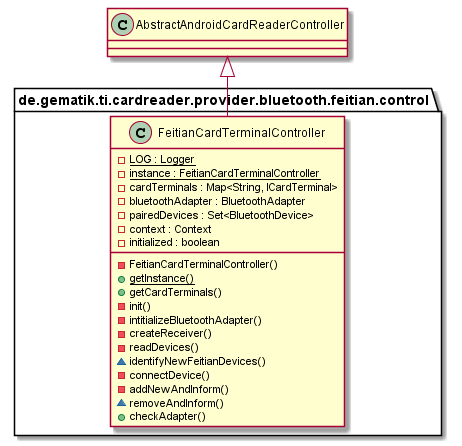 C AbstractAndroidCardReaderController
de.gematik.ti.cardreader.provider.bluetooth.feitian.control
C FeitianCardTerminalController
LOG : Logger
instance : FeitianCardTerminalController
cardTerminals : Map<String, ICardTerminal>
bluetoothAdapter : BluetoothAdapter
pairedDevices : Set<BluetoothDevice>
context : Context
initialized : boolean
FeitianCardTerminalController()
getInstance()
getCardTerminals()
init()
intitializeBluetoothAdapter()
createReceiver()
readDevices()
identifyNewFeitianDevices()
connectDevice()
addNewAndInform()
removeAndInform()
checkAdapter()